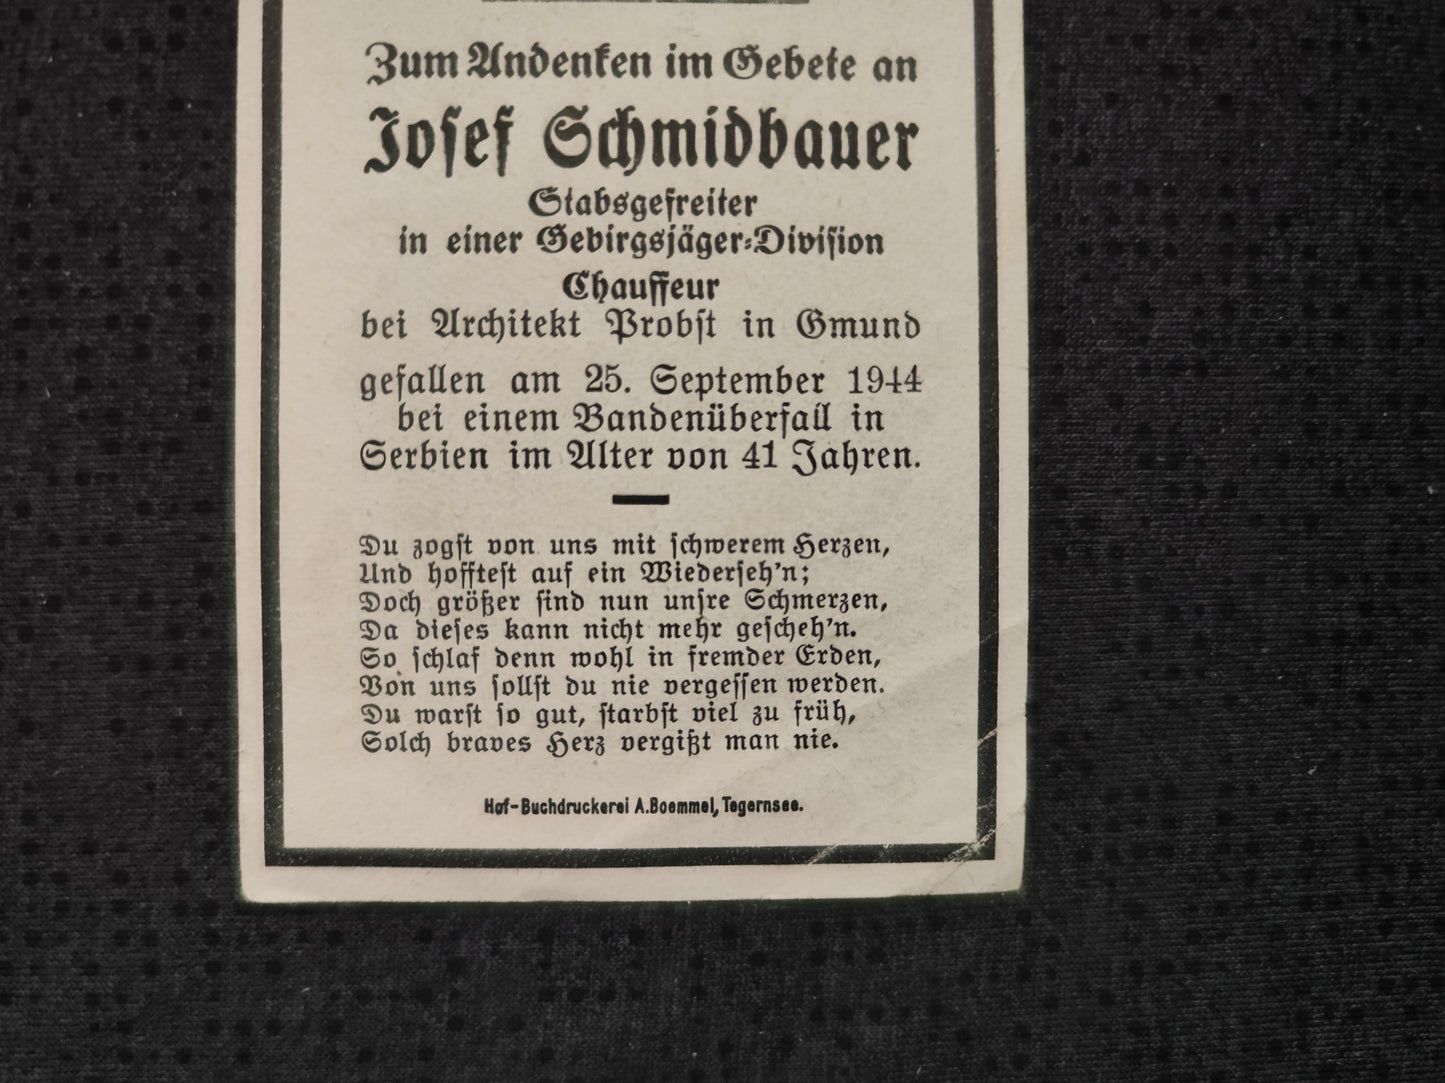 Zum Andenken im Gebete an
Josef Schmidbauer
Stabsgefreiter
in einer Gebirgsjäger-Division
Chauffeur
bei Architekt Probst in Gmund
gefallen am 25. September 1944
bei einem Bandenüberfall in
Serbien im Alter von 41 Jahren.
Du zogst von uns mit schwerem Herzen,
Und hofftest auf ein Wiederseh'n;
Doch größer sind nun unsre Schmerzen,
Da dieses kann nicht mehr gescheh'n.
So schlaf denn wohl in fremder Erden,
Von uns sollst du nie vergessen werden.
Du warst so gut, starbst viel zu früh,
Solch braves Herz vergißt man nie.
Hof-Buchdruckerei A.Boemmel, Tegernsee.